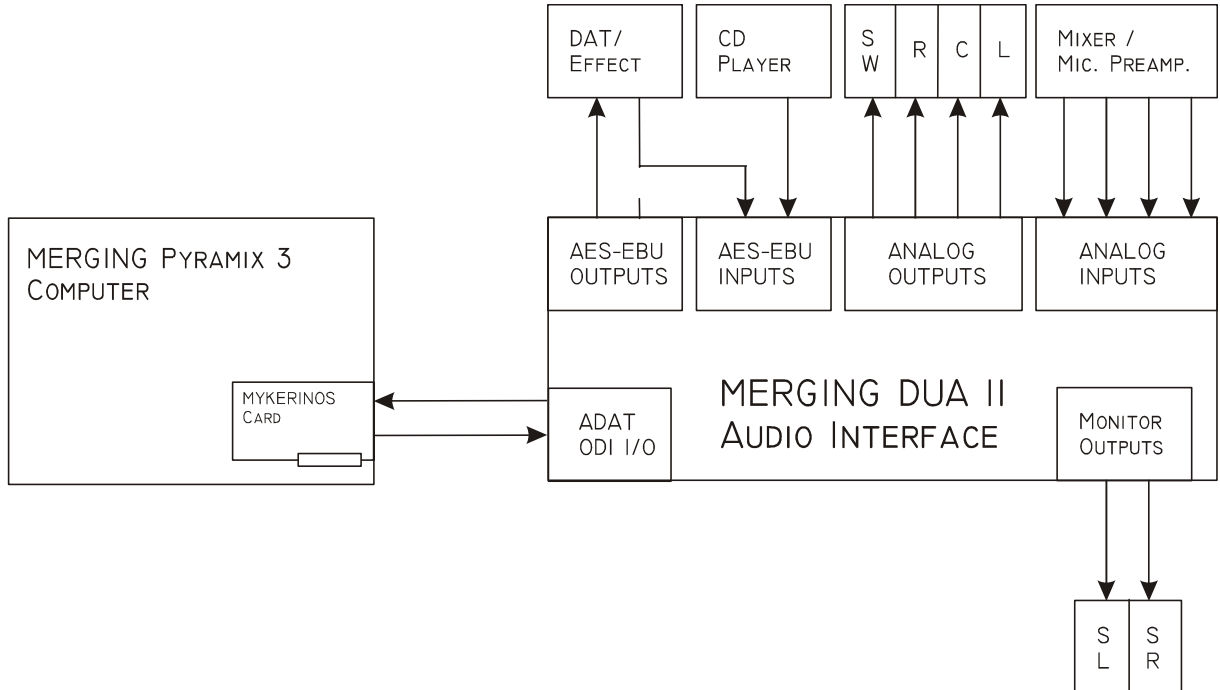 DAT/
EFFECT
CD
PLAYER
S
W
R
C
L
MIXER /
MIC. PREAMP.
MERGING PYRAMIX 3
COMPUTER
AES-EBU
OUTPUTS
AES-EBU
INPUTS
ANALOG
OUTPUTS
ANALOG
INPUTS
MYKERINOS
CARD
ADAT
ODI I/O
MERGING DUA II
AUDIO INTERFACE
MONITOR
OUTPUTS
S
L
S
R